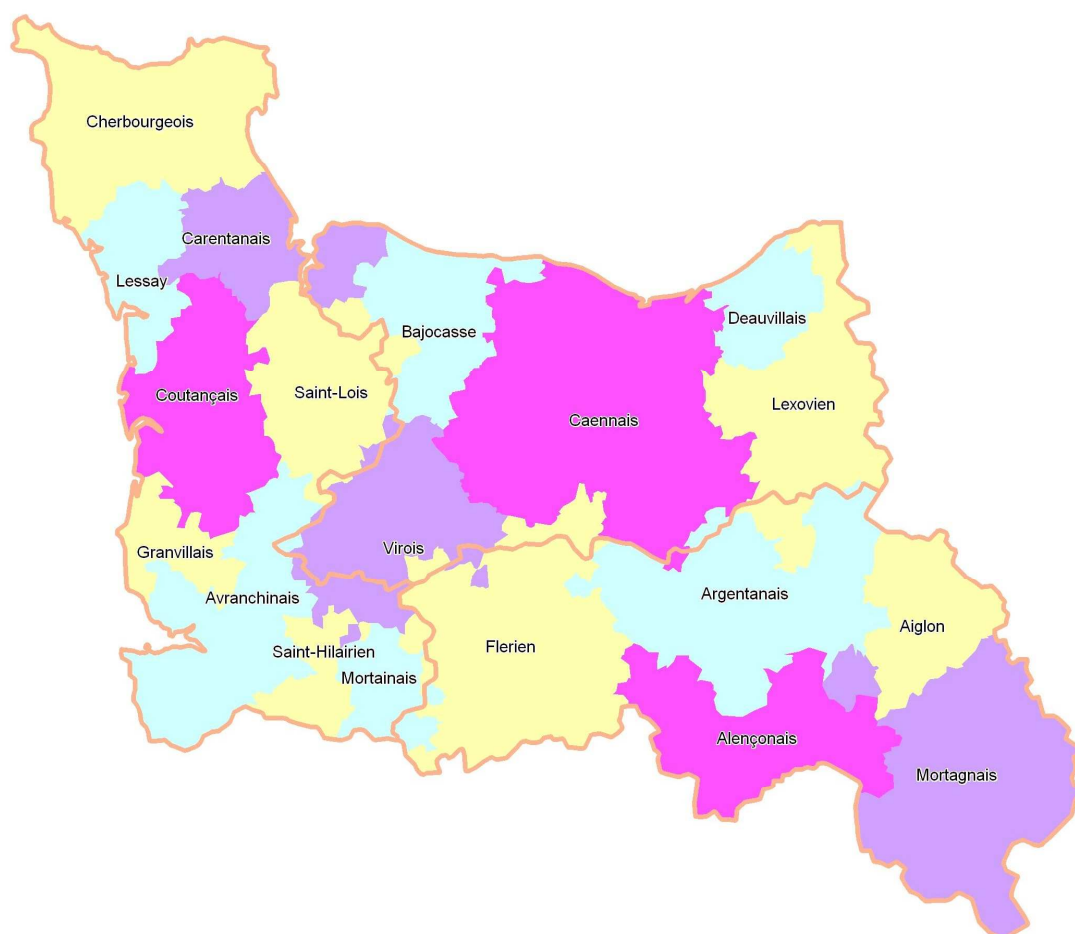 Cherbourgeois
Carentanais
Lessay
Deauvillais
Bajocasse
Saint-Lois
Coutançais
Lexovien
Caennais
Virois
Granvillais
Argentanais
Avranchinais
Aiglon
Flerien
Saint-Hilairien
Mortainais
Alençonais
Mortagnais